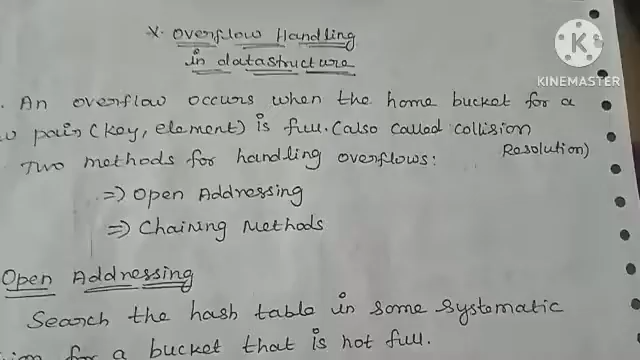 X. Overflow Handling
in datastructure
KINEMASTER
. An overflow occurs when the home bucket for a
pair (key, element) is full. (also called collision
Resolution)
Two methods for handling overflows:
=> Open Addressing
=> Chaining Methods
Open Addressing
Search the hash table in some systematic
for a bucket that is not full.